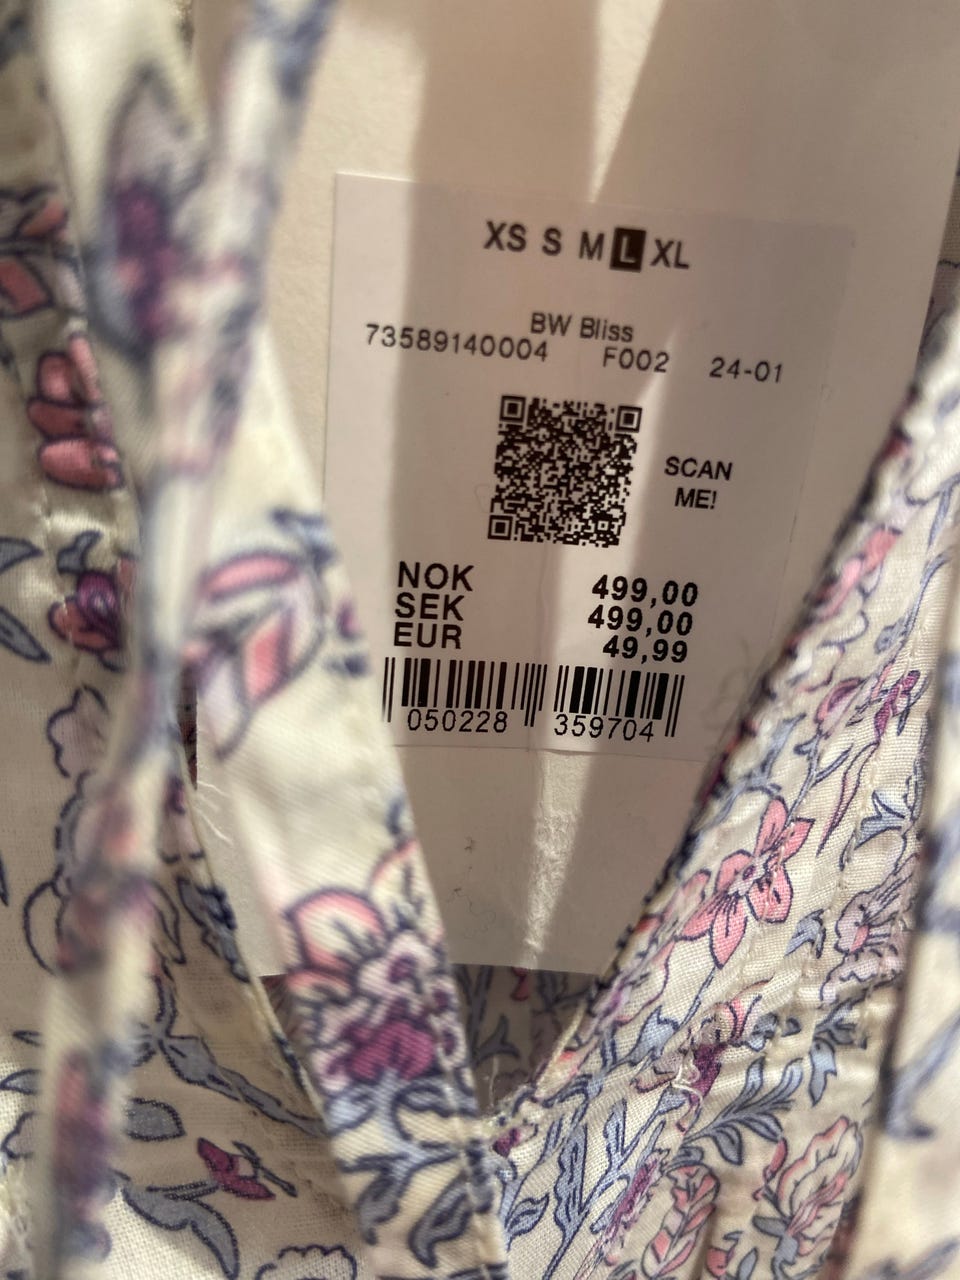 XS S M L XL
BW Bliss
73589140004 F002 24-01
SCAN
ME!
NOK 499,00
SEK 499,00
EUR 49,99
050228 359704